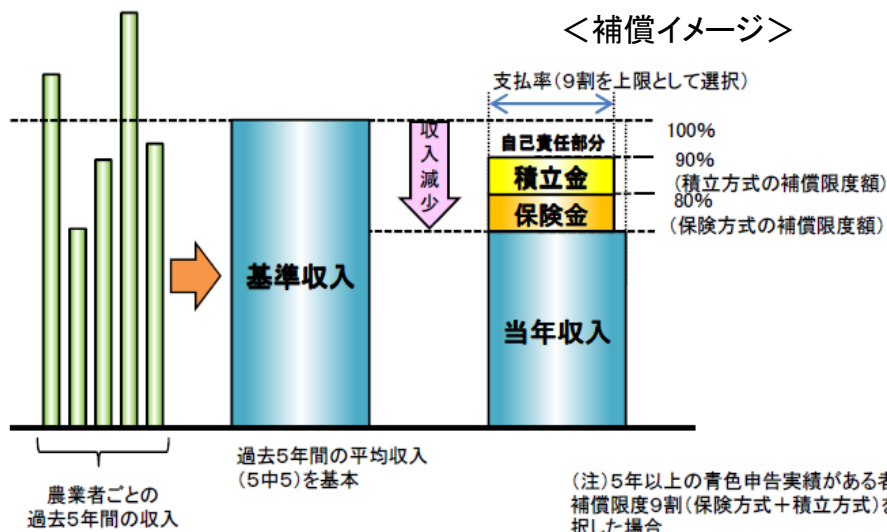 ＜補償イメージ＞
支払率（9割を上限として選択）
収入減少
自己責任部分
100%
90%
（積立方式の補償限度額）
80%
（保険方式の補償限度額）
積立金
保険金
基準収入
当年収入
過去5年間の平均収入
（5中5）を基本
農業者ごとの
過去5年間の収入
（注）5年以上の青色申告実績がある者
補償限度9割（保険方式＋積立方式）を
択した場合